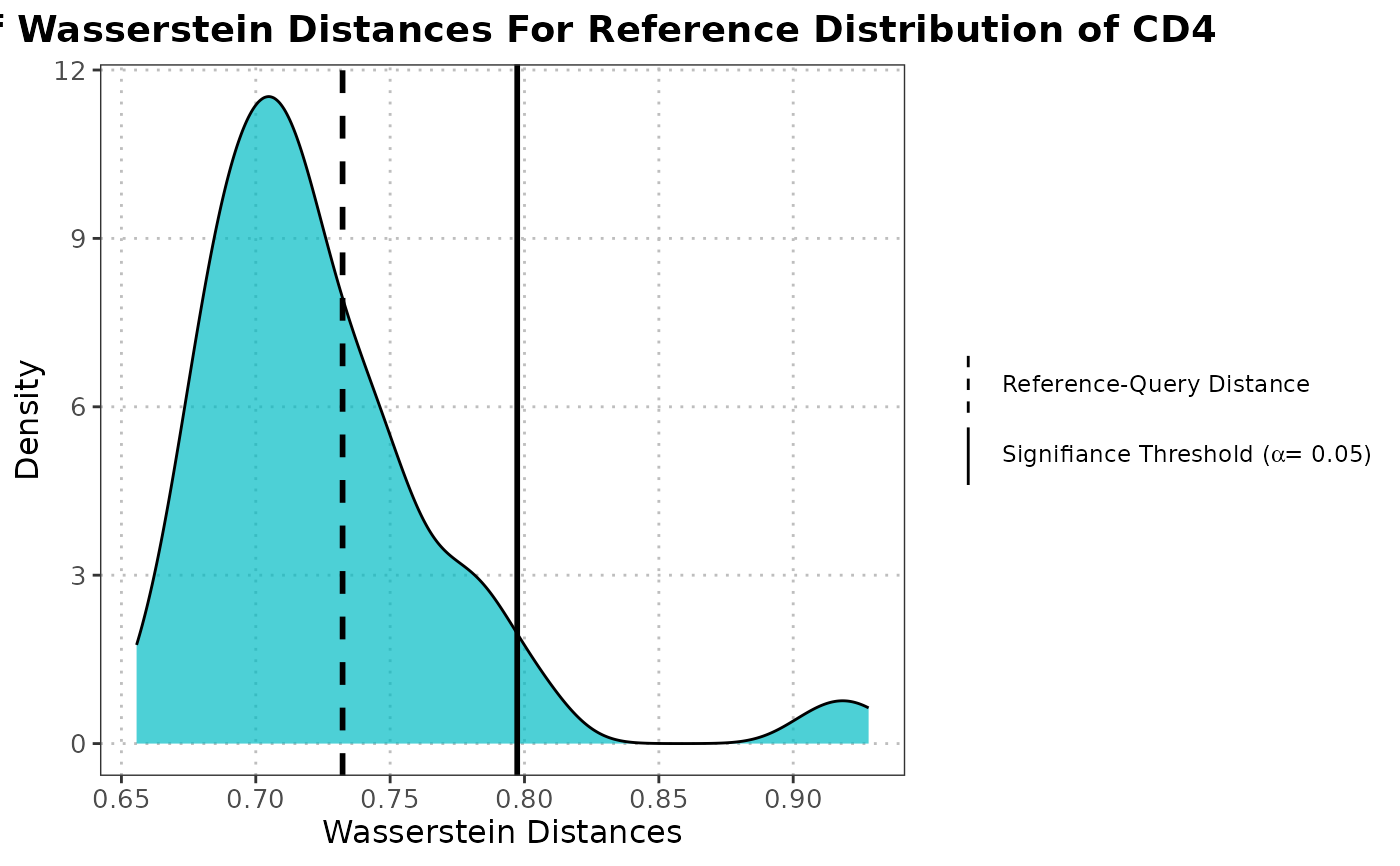 Wasserstein Distances For Reference Distribution of CD4
12
9
6
3
0
Density
0.65 0.70 0.75 0.80 0.85 0.90
Wasserstein Distances
Reference-Query Distance
Signifiance Threshold (α= 0.05)